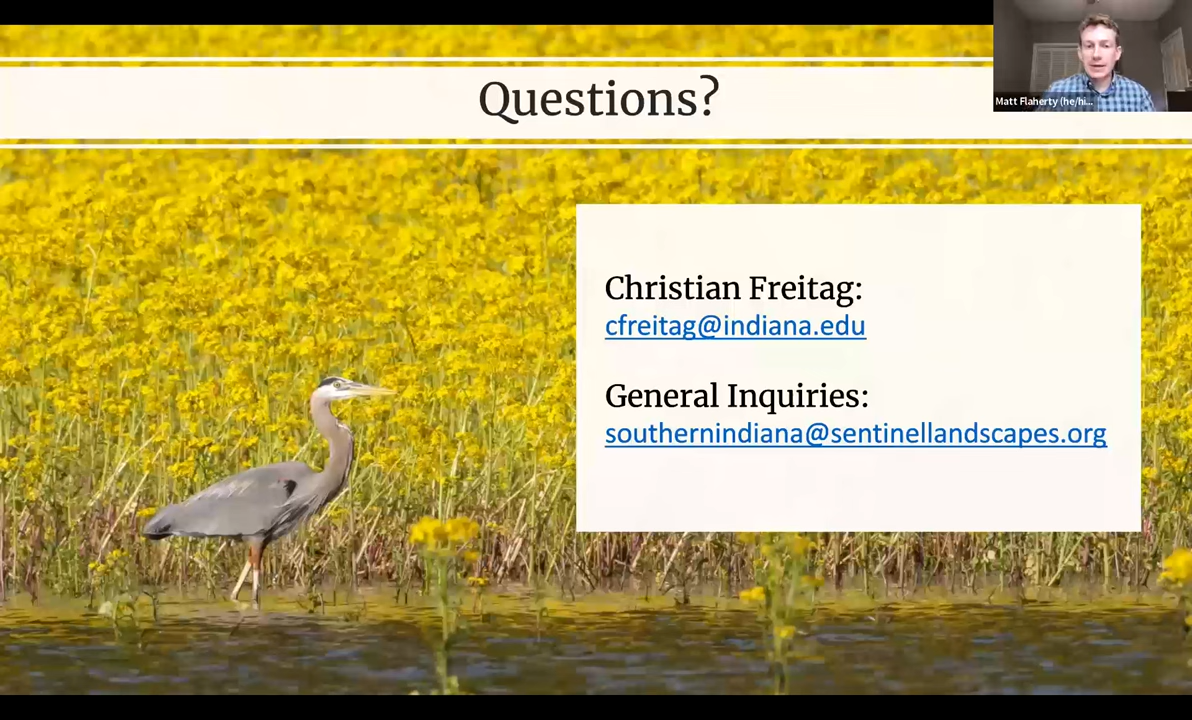 Questions?
Matt Flaherty (he/hi...
Christian Freitag:
cfreitag@indiana.edu
General Inquiries:
southernindiana@sentinellandscapes.org